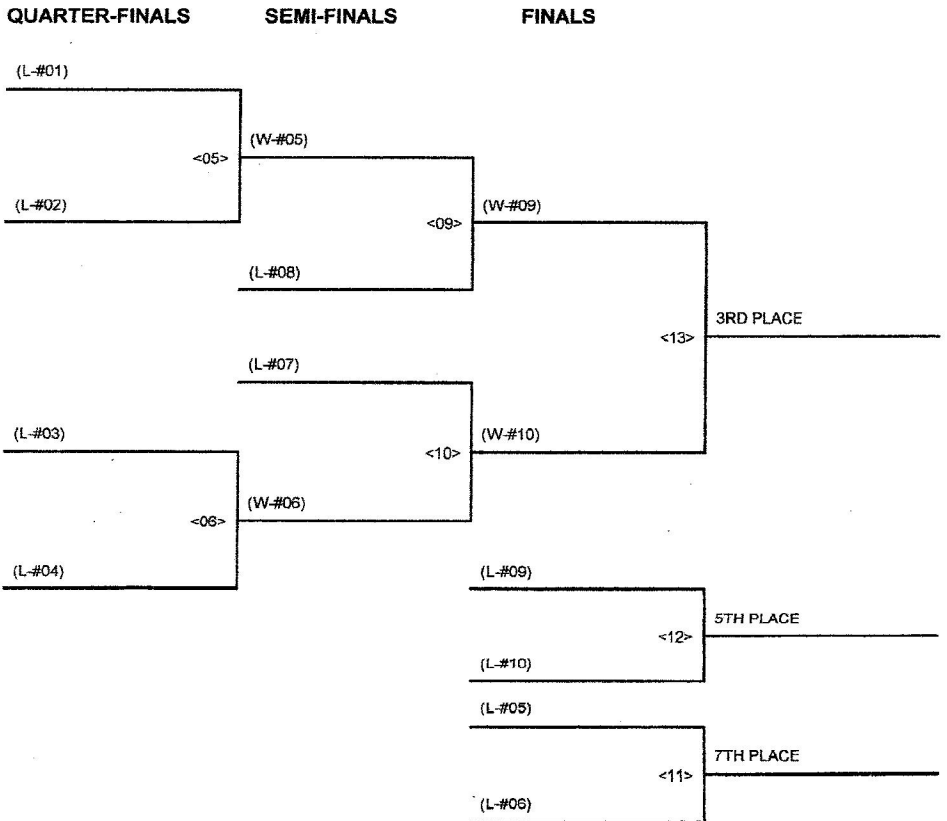 QUARTER-FINALS SEMI-FINALS FINALS
(L-#01)
(W-#05)
<05>
(L-#02)
(W-#09)
<09>
(L-#08)
3RD PLACE
<13>
(L-#07)
(L-#03)
(W-#10)
<10>
(W-#06)
<06>
(L-#04)
(L-#09)
5TH PLACE
<12>
(L-#10)
(L-#05)
7TH PLACE
<11>
(L-#06)